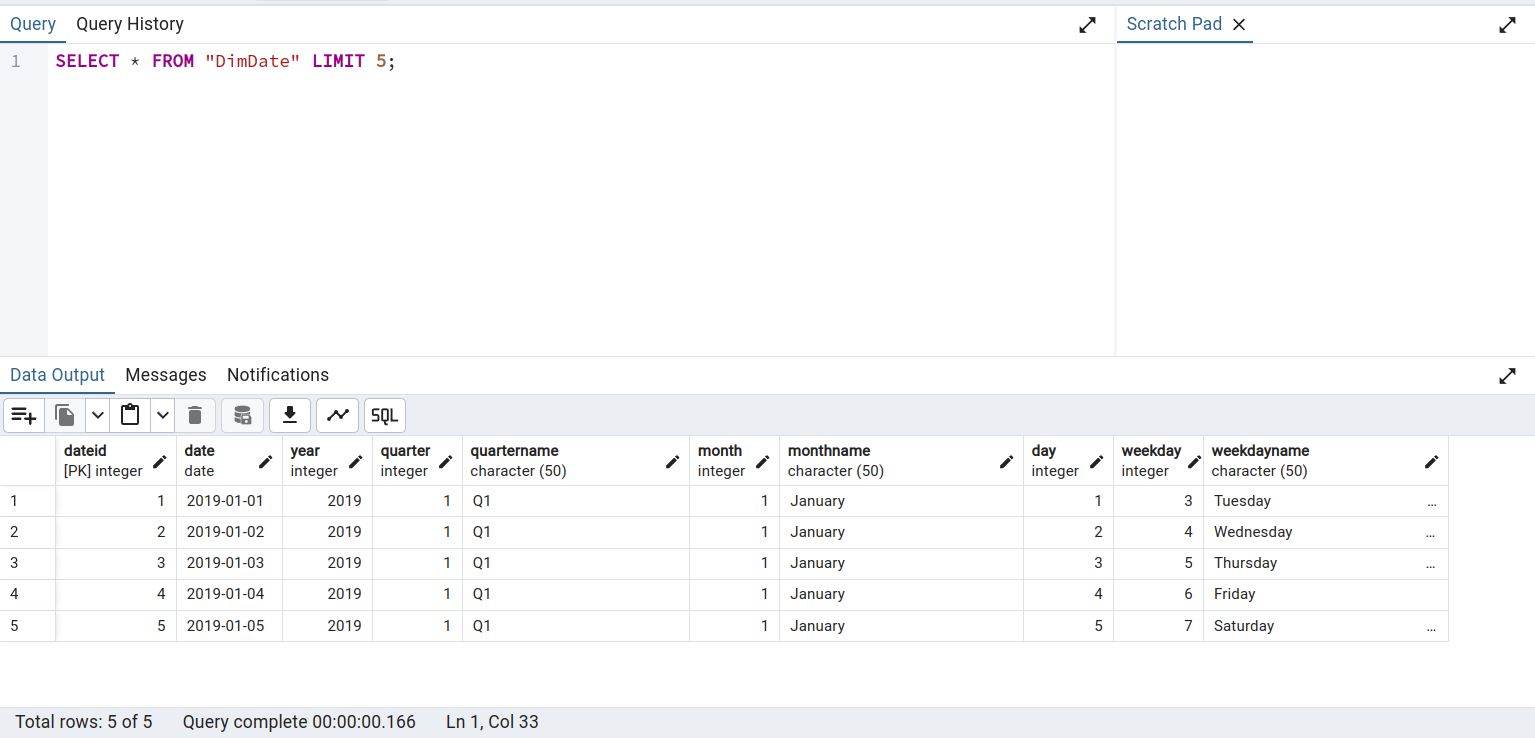 Query Query History Scratch Pad
1 SELECT * FROM "DimDate" LIMIT 5;
Data Output Messages Notifications
SQL
dateid date year quarter quartername month monthname day weekday weekdayname
[PK] integer date integer integer character (50) integer character (50) integer integer character (50)
1 1 2019-01-01 2019 1 Q1 1 January 1 3 Tuesday ...
2 2 2019-01-02 2019 1 Q1 1 January 2 4 Wednesday ...
3 3 2019-01-03 2019 1 Q1 1 January 3 5 Thursday ...
4 4 2019-01-04 2019 1 Q1 1 January 4 6 Friday
5 5 2019-01-05 2019 1 Q1 1 January 5 7 Saturday ...
Total rows: 5 of 5 Query complete 00:00:00.166 Ln 1, Col 33